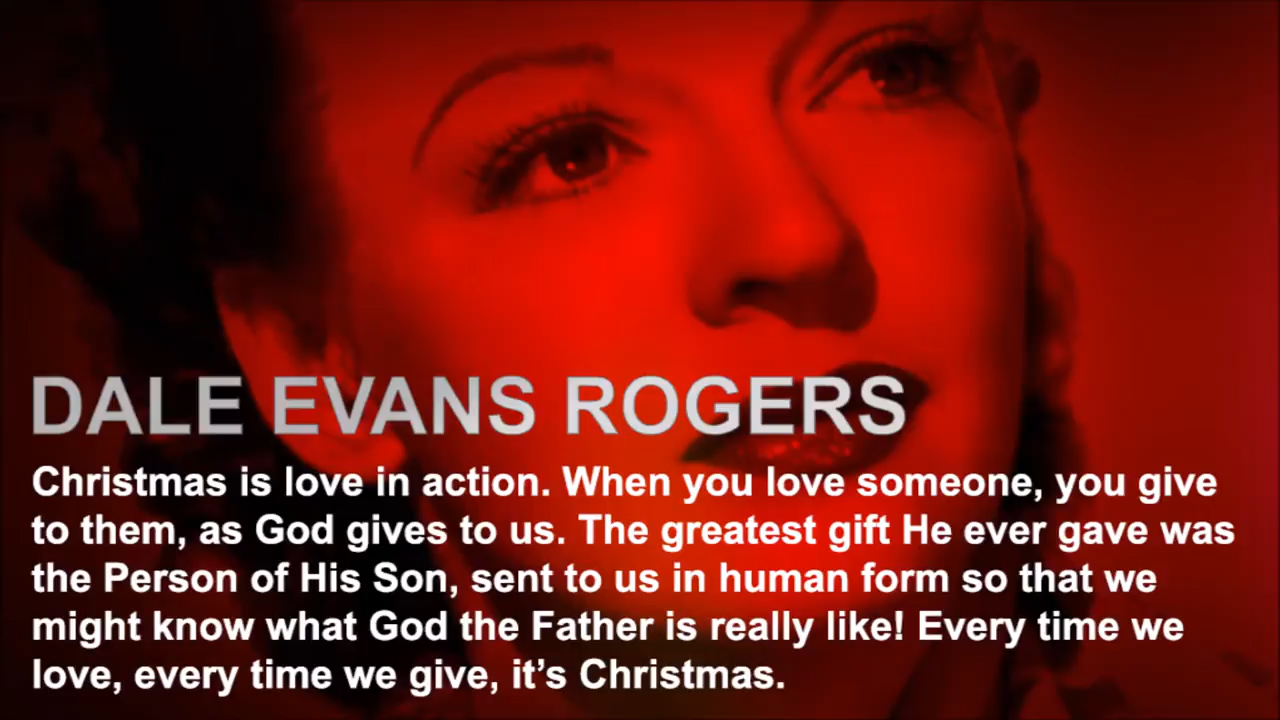 DALE EVANS ROGERS
Christmas is love in action. When you love someone, you give
to them, as God gives to us. The greatest gift He ever gave was
the Person of His Son, sent to us in human form so that we
might know what God the Father is really like! Every time we
love, every time we give, it’s Christmas.